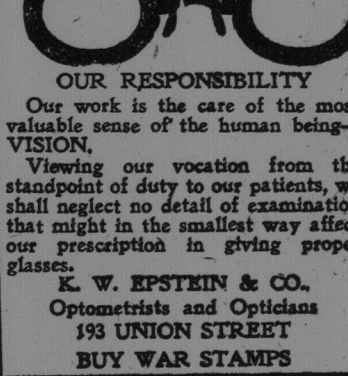 OUR RESPONSIBILITY
Our work is the care of the mos
valuable sense of the human being—
VISION.
Viewing our vocation from th
standpoint of duty to our patients, w
shall neglect no detail of examinatio
that might in the smallest way affec
our prescription in giving prope
glasses.
K. W. EPSTEIN & CO.,
Optometrists and Opticians
193 UNION STREET
BUY WAR STAMPS